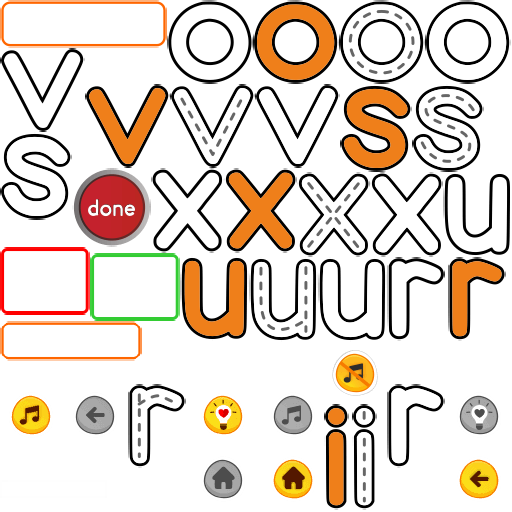 o o o o
v v v v s s
s done x x x x u
u u u r r
r i i r